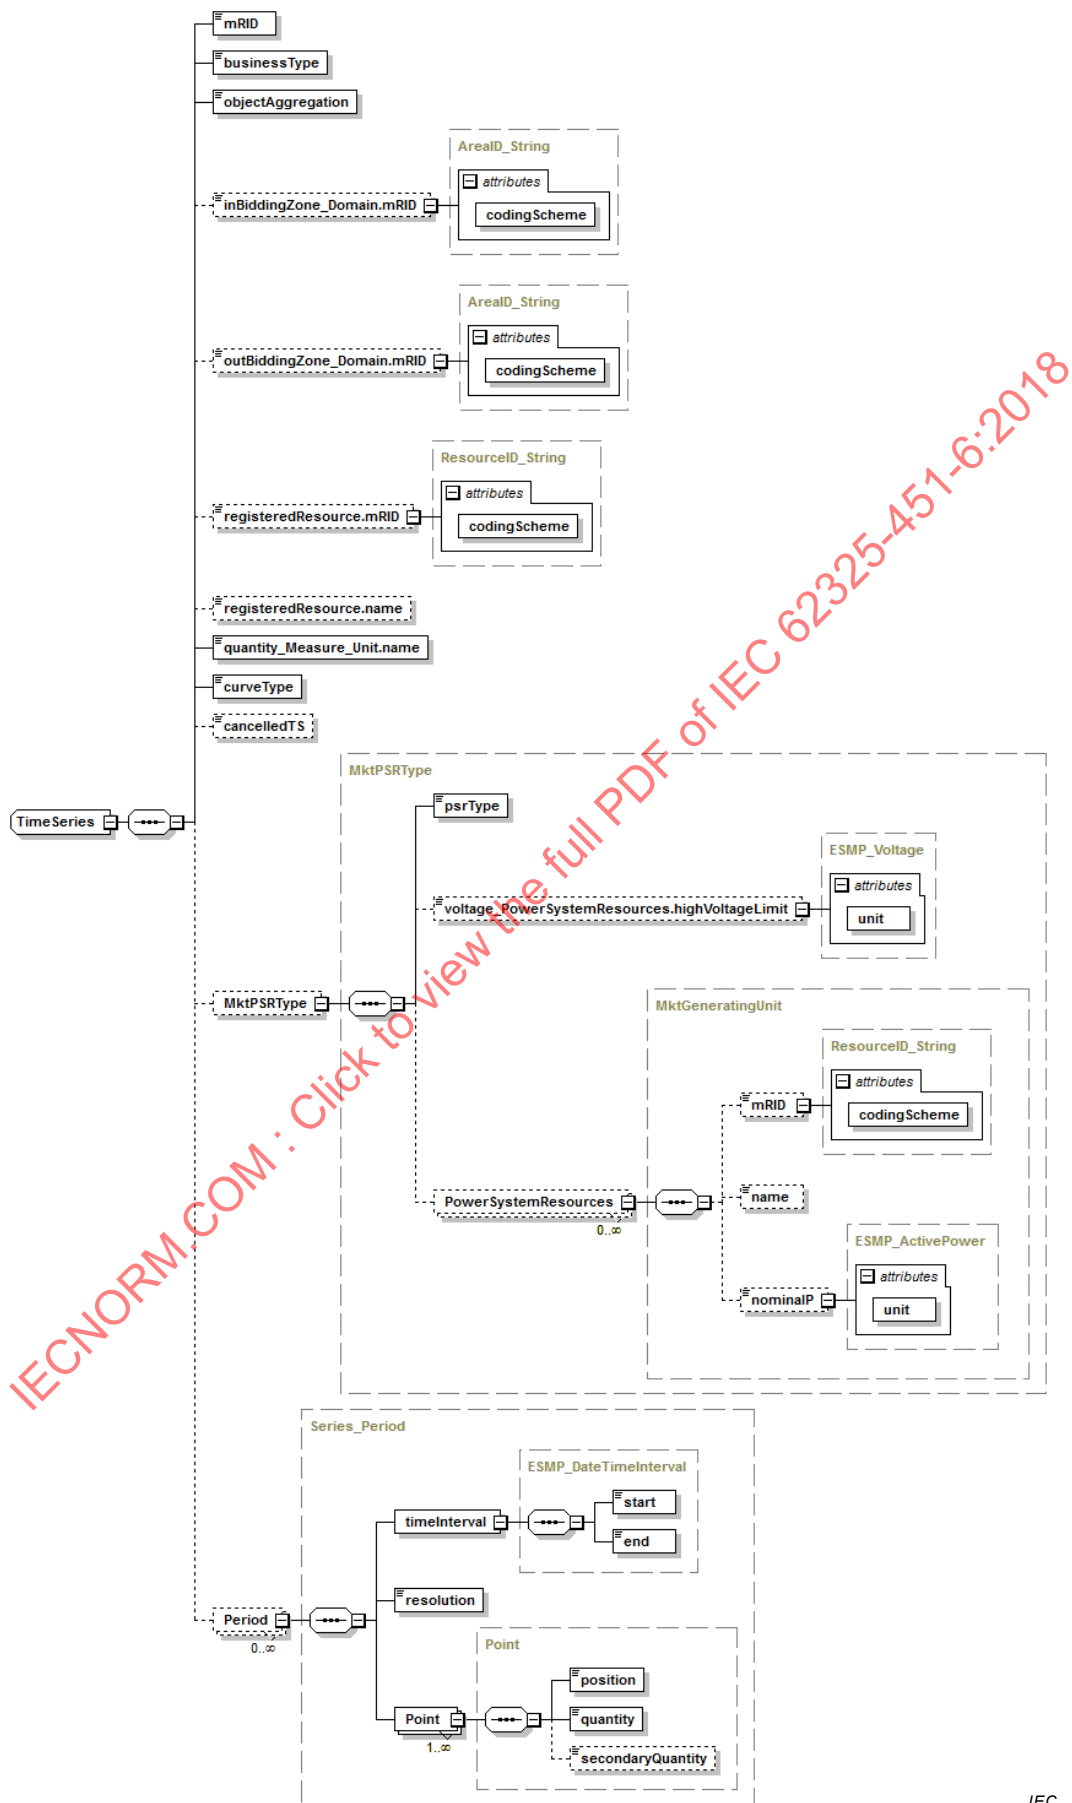 mRID
businessType
objectAggregation
AreaID_String
attributes
inBiddingZone_Domain.mRID
codingScheme
AreaID_String
attributes
outBiddingZone_Domain.mRID
codingScheme
ResourceID_String
attributes
registeredResource.mRID
codingScheme
registeredResource.name
quantity_Measure_Unit.name
curveType
cancelledTS
MktPSRType
psrType
TimeSeries
ESMP_Voltage
attributes
voltage_PowerSystemResources.highVoltageLimit
unit
MktPSRType
MktGeneratingUnit
ResourceID_String
attributes
mRID
codingScheme
PowerSystemResources
0..∞
name
ESMP_ActivePower
attributes
nominalP
unit
Series_Period
ESMP_DateTimeInterval
start
timeInterval
end
resolution
Period
0..∞
Point
position
Point
1..∞
quantity
secondaryQuantity
IEC
IECNORM.COM : Click to view the full PDF of IEC 62325-451-6:2018